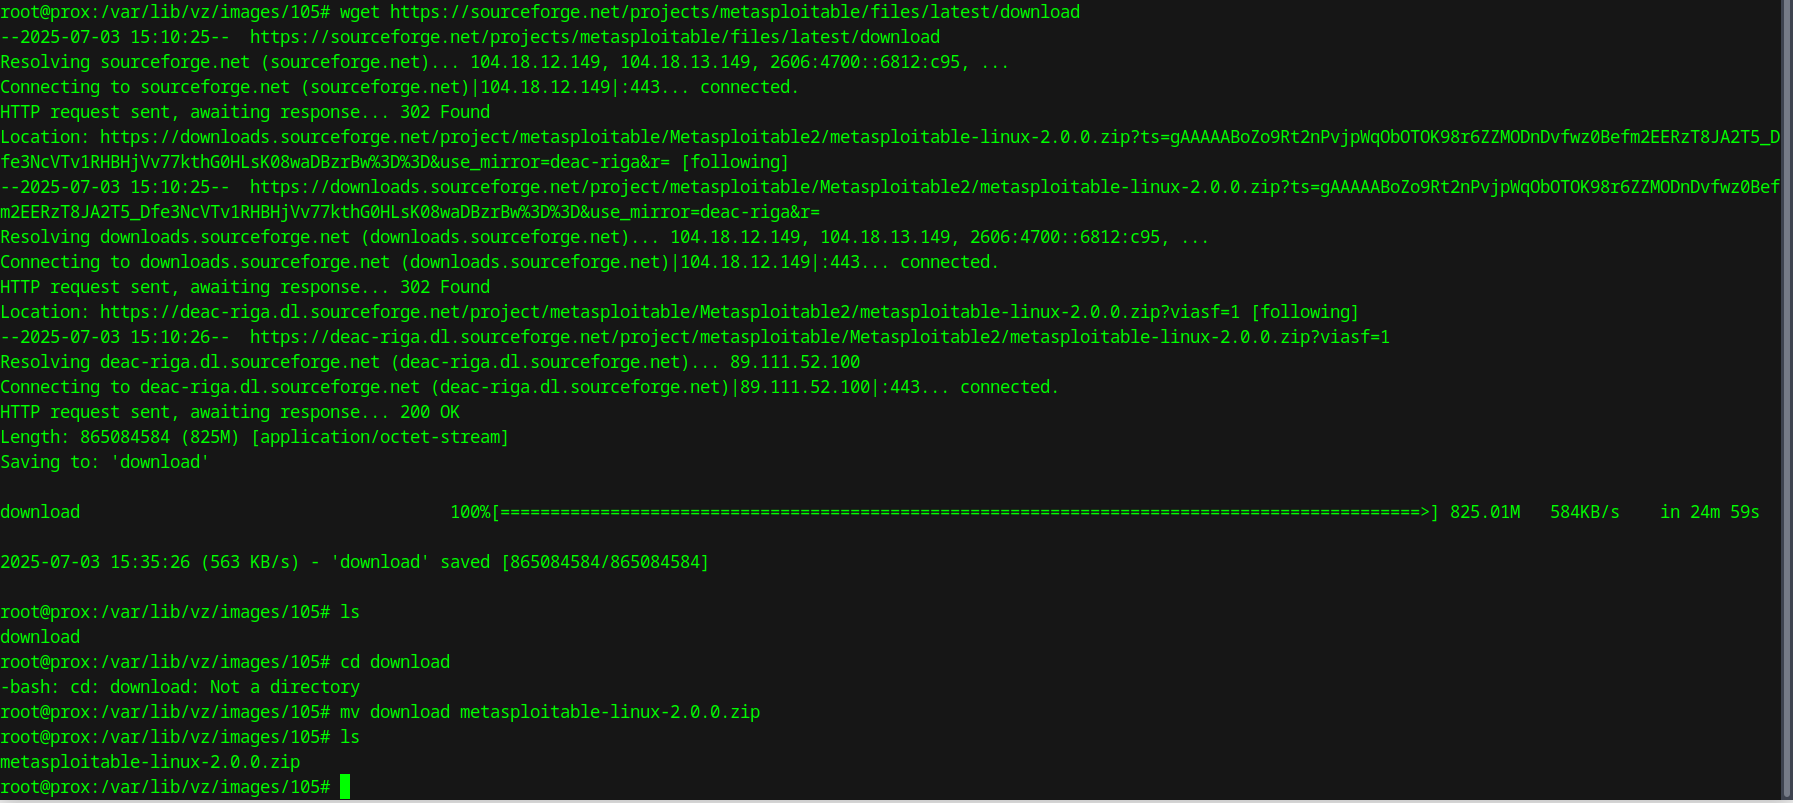 root@prox:/var/lib/vz/images/105# wget https://sourceforge.net/projects/metasploitable/files/latest/download
--2025-07-03 15:10:25--  https://sourceforge.net/projects/metasploitable/files/latest/download
Resolving sourceforge.net (sourceforge.net)... 104.18.12.149, 104.18.13.149, 2606:4700::6812:c95, ...
Connecting to sourceforge.net (sourceforge.net)|104.18.12.149|:443... connected.
HTTP request sent, awaiting response... 302 Found
Location: https://downloads.sourceforge.net/project/metasploitable/Metasploitable2/metasploitable-linux-2.0.0.zip?ts=gAAAAABoZo9Rt2nPvjpWqObOTOK98r6ZZMODnDvfwz0Befm2EERzT8JA2T5_D
fe3NcVTv1RHBHjVv77kthG0HLsK08waDBzrBw%3D%3D&use_mirror=deac-riga&r= [following]
--2025-07-03 15:10:25--  https://downloads.sourceforge.net/project/metasploitable/Metasploitable2/metasploitable-linux-2.0.0.zip?ts=gAAAAABoZo9Rt2nPvjpWqObOTOK98r6ZZMODnDvfwz0Bef
m2EERzT8JA2T5_Dfe3NcVTv1RHBHjVv77kthG0HLsK08waDBzrBw%3D%3D&use_mirror=deac-riga&r=
Resolving downloads.sourceforge.net (downloads.sourceforge.net)... 104.18.12.149, 104.18.13.149, 2606:4700::6812:c95, ...
Connecting to downloads.sourceforge.net (downloads.sourceforge.net)|104.18.12.149|:443... connected.
HTTP request sent, awaiting response... 302 Found
Location: https://deac-riga.dl.sourceforge.net/project/metasploitable/Metasploitable2/metasploitable-linux-2.0.0.zip?viasf=1 [following]
--2025-07-03 15:10:26--  https://deac-riga.dl.sourceforge.net/project/metasploitable/Metasploitable2/metasploitable-linux-2.0.0.zip?viasf=1
Resolving deac-riga.dl.sourceforge.net (deac-riga.dl.sourceforge.net)... 89.111.52.100
Connecting to deac-riga.dl.sourceforge.net (deac-riga.dl.sourceforge.net)|89.111.52.100|:443... connected.
HTTP request sent, awaiting response... 200 OK
Length: 865084584 (825M) [application/octet-stream]
Saving to: 'download'
download                                     100%[============================================================================================>] 825.01M   584KB/s    in 24m 59s
2025-07-03 15:35:26 (563 KB/s) - 'download' saved [865084584/865084584]
root@prox:/var/lib/vz/images/105# ls
download
root@prox:/var/lib/vz/images/105# cd download
-bash: cd: download: Not a directory
root@prox:/var/lib/vz/images/105# mv download metasploitable-linux-2.0.0.zip
root@prox:/var/lib/vz/images/105# ls
metasploitable-linux-2.0.0.zip
root@prox:/var/lib/vz/images/105#